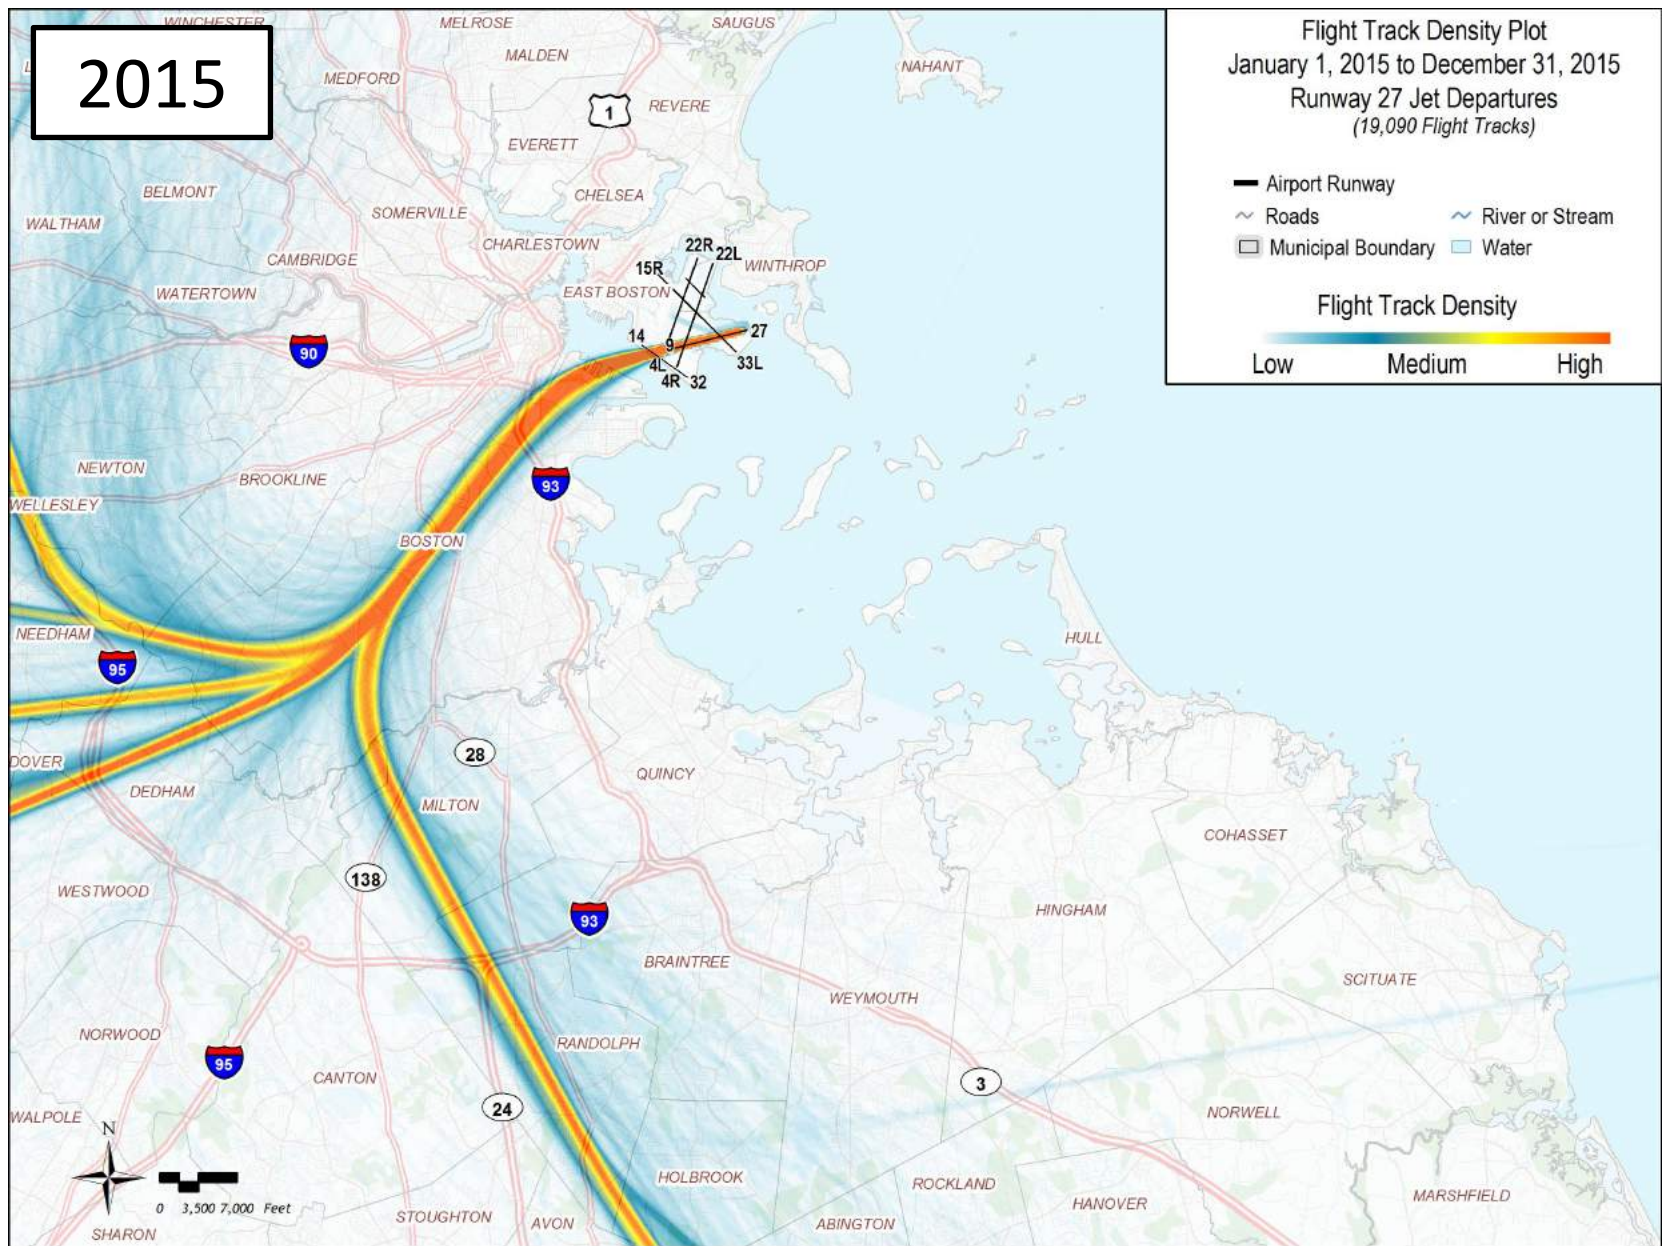 2015
WINCHESTER
MELROSE
SAUGUS
MALDEN
MEDFORD
NAHANT
REVERE
1
EVERETT
BELMONT
CHELSEA
SOMERVILLE
WALTHAM
CHARLESTOWN
22R
22L
WINTHROP
CAMBRIDGE
15R
EAST BOSTON
WATERTOWN
14
9
27
90
4L
33L
4R
32
Flight Track Density Plot
January 1, 2015 to December 31, 2015
Runway 27 Jet Departures
(19,090 Flight Tracks)
Airport Runway
Roads
River or Stream
Municipal Boundary
Water
Flight Track Density
Low Medium High
NEWTON
BROOKLINE
93
WELLESLEY
BOSTON
NEEDHAM
HULL
95
28
DOVER
QUINCY
DEDHAM
MILTON
COHASSET
138
WESTWOOD
HINGHAM
93
BRAINTREE
SCITUATE
WEYMOUTH
NORWOOD
RANDOLPH
95
CANTON
3
24
NORWELL
WALPOLE
N
HOLBROOK
ROCKLAND
MARSHFIELD
HANOVER
0 3,500 7,000 Feet
STOUGHTON
AVON
ABINGTON
SHARON